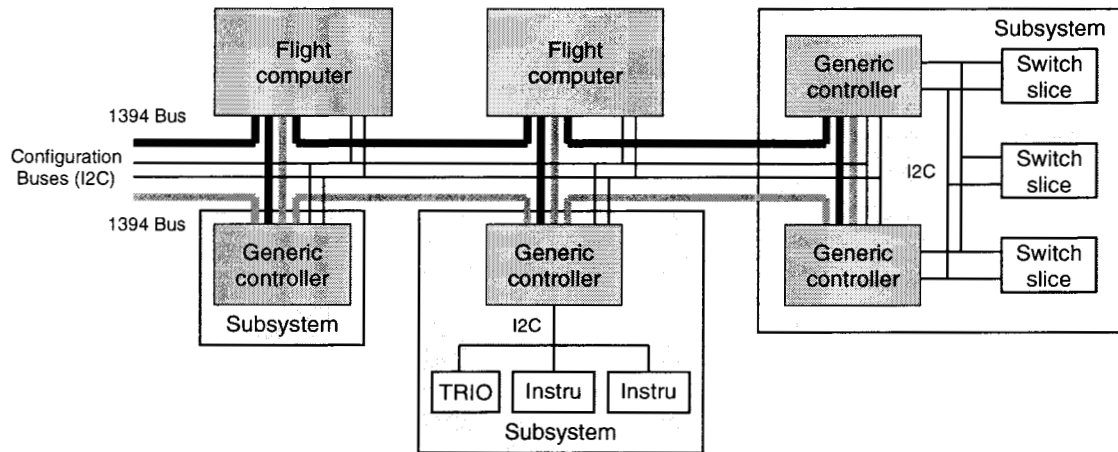 Flight
computer
Flight
computer
Subsystem
Generic
controller
Switch
slice
1394 Bus
Configuration
Buses (I2C)
I2C
Switch
slice
1394 Bus
Generic
controller
Subsystem
Generic
controller
I2C
TRIO
Instru
Instru
Subsystem
Generic
controller
Switch
slice